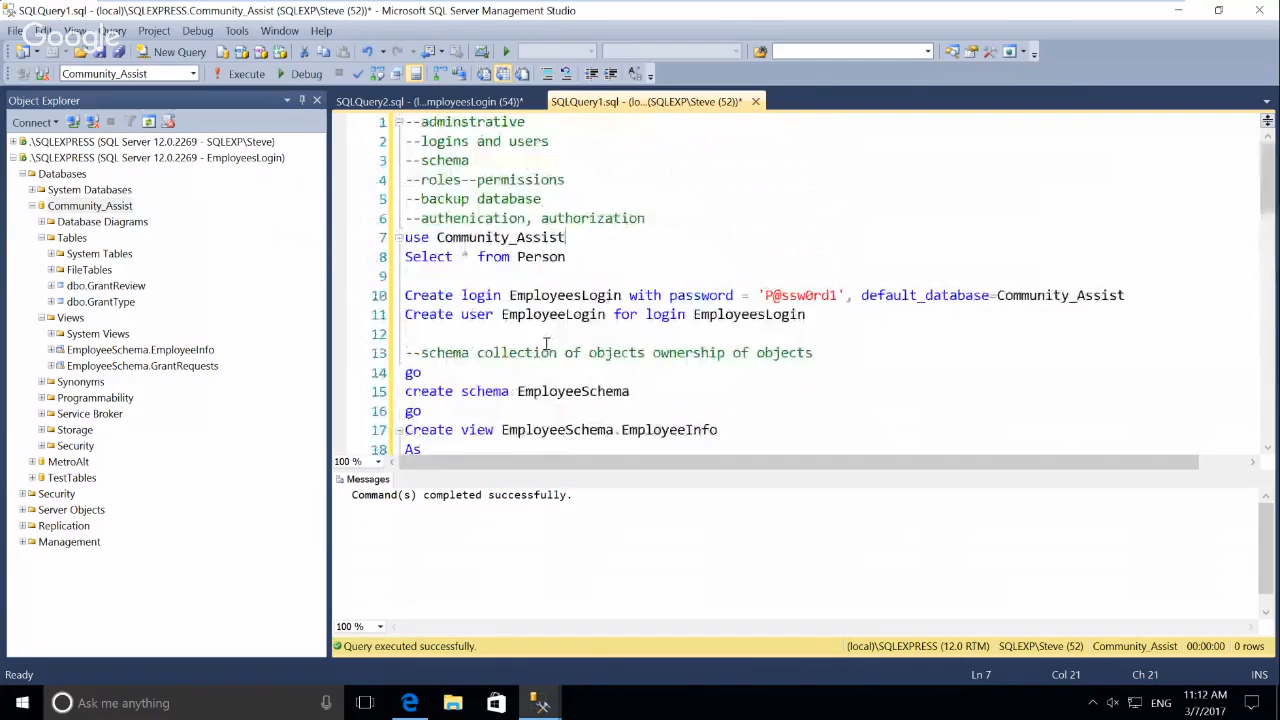 SQLQuery1.sql - (local)\SQLEXPRESS.Community_Assist (SQLEXP\Steve (52))* - Microsoft SQL Server Management Studio
File Edit View Query Project Debug Tools Window Help
Google
New Query
Community_Assist Execute Debug
Object Explorer
Connect
.\SQLEXPRESS (SQL Server 12.0.2269 - SQLEXP\Steve)
.\SQLEXPRESS (SQL Server 12.0.2269 - EmployeesLogin)
Databases
System Databases
Community_Assist
Database Diagrams
Tables
System Tables
FileTables
dbo.GrantReview
dbo.GrantType
Views
System Views
EmployeeSchema.EmployeeInfo
EmployeeSchema.GrantRequests
Synonyms
Programmability
Service Broker
Storage
Security
MetroAlt
TestTables
Security
Server Objects
Replication
Management
SQLQuery2.sql - (l...mployeesLogin (54))* SQLQuery1.sql - (lo...(SQLEXP\Steve (52))*
1 --adminstrative
2 --logins and users
3 --schema
4 --roles--permissions
5 --backup database
6 --authenication, authorization
7 use Community_Assist
8 Select * from Person
9
10 Create login EmployeesLogin with password = 'P@ssw0rd1', default_database=Community_Assist
11 Create user EmployeeLogin for login EmployeesLogin
12
13 --schema collection of objects ownership of objects
14 go
15 create schema EmployeeSchema
16 go
17 Create view EmployeeSchema.EmployeeInfo
18 As
100 %
Messages
Command(s) completed successfully.
100 %
Query executed successfully. (local)\SQLEXPRESS (12.0 RTM) SQLEXP\Steve (52) Community_Assist 00:00:00 0 rows
Ready Ln 7 Col 21 Ch 21 INS
Ask me anything ENG 11:12 AM
3/7/2017